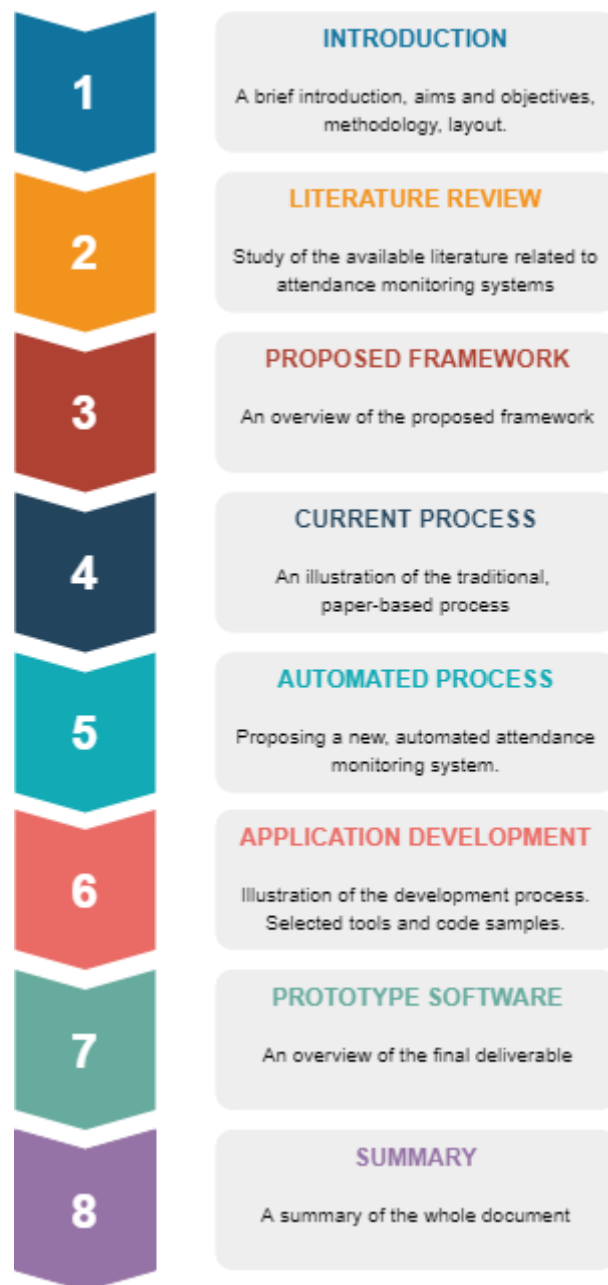 1
INTRODUCTION
A brief introduction, aims and objectives,
methodology, layout.
2
LITERATURE REVIEW
Study of the available literature related to
attendance monitoring systems
3
PROPOSED FRAMEWORK
An overview of the proposed framework
4
CURRENT PROCESS
An illustration of the traditional,
paper-based process
5
AUTOMATED PROCESS
Proposing a new, automated attendance
monitoring system.
6
APPLICATION DEVELOPMENT
Illustration of the development process.
Selected tools and code samples.
7
PROTOTYPE SOFTWARE
An overview of the final deliverable
8
SUMMARY
A summary of the whole document